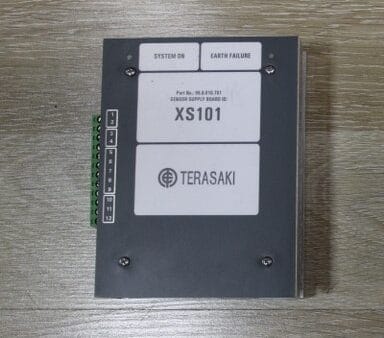 SYSTEM ON
EARTH FAILURE
SENSOR SUPPLY BOARD ID:
XS101
TERASAKI
1
2
3
4
5
6
7
8
9
10
11
12